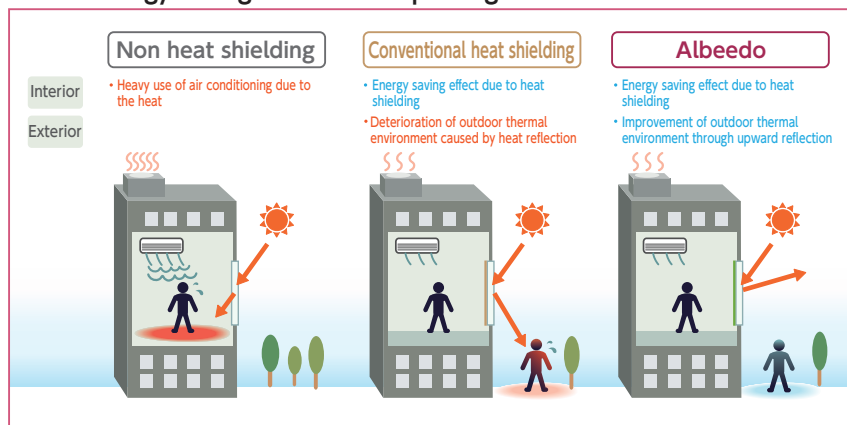 Non heat shielding
Conventional heat shielding
Albeedo
Interior
Exterior
• Heavy use of air conditioning due to
the heat
• Energy saving effect due to heat
shielding
• Deterioration of outdoor thermal
environment caused by heat reflection
• Energy saving effect due to heat
shielding
• Improvement of outdoor thermal
environment through upward reflection